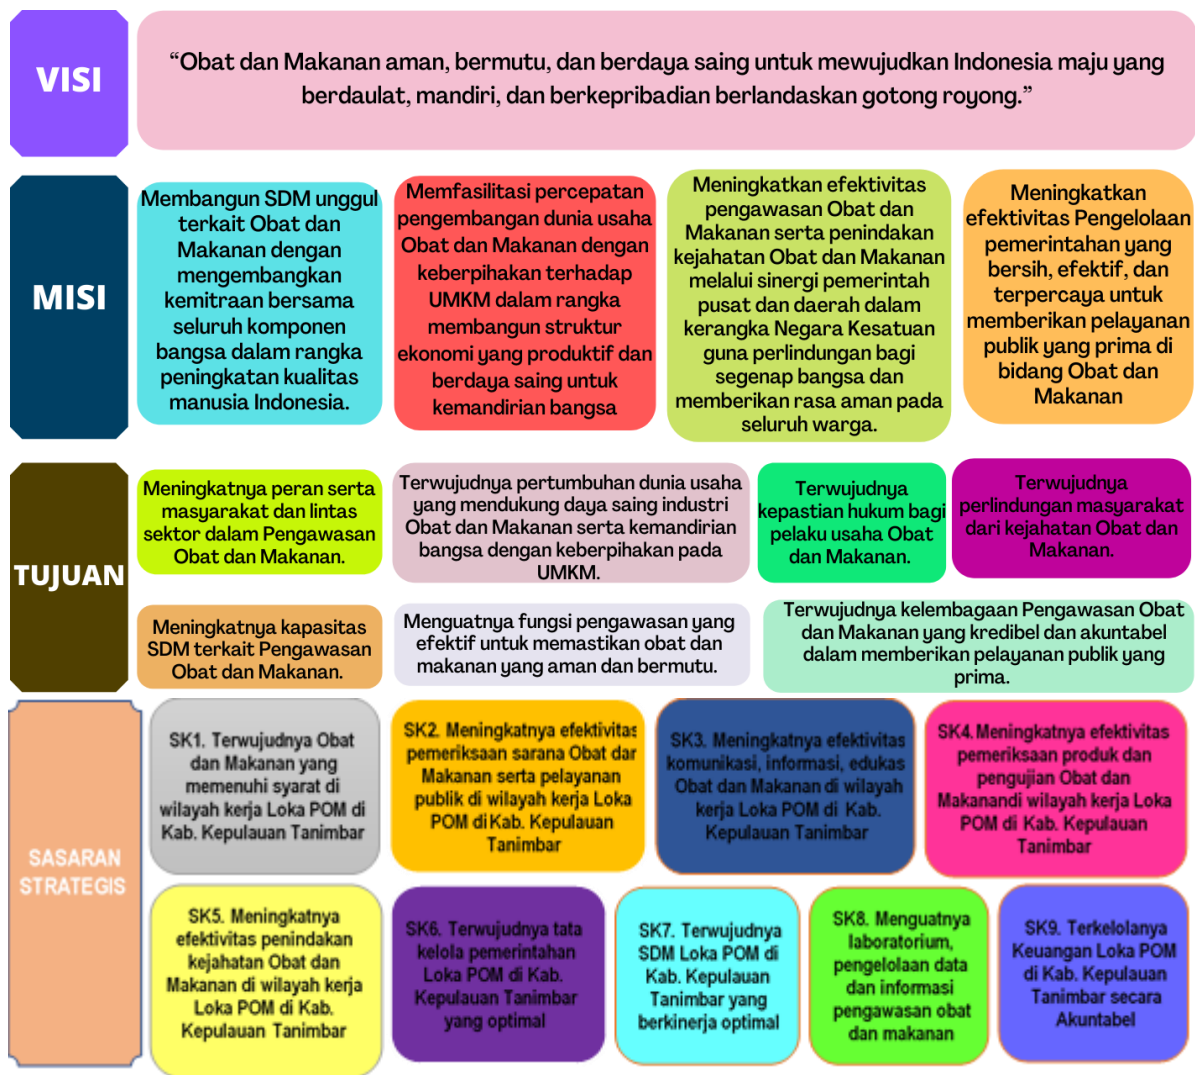 VISI
“Obat dan Makanan aman, bermutu, dan berdaya saing untuk mewujudkan Indonesia maju yang
berdaulat, mandiri, dan berkepribadian berlandaskan gotong royong.”
MISI
Membangun SDM unggul
terkait Obat dan
Makanan dengan
mengembangkan
kemitraan bersama
seluruh komponen
bangsa dalam rangka
peningkatan kualitas
manusia Indonesia.
Memfasilitasi percepatan
pengembangan dunia usaha
Obat dan Makanan dengan
keberpihakan terhadap
UMKM dalam rangka
membangun struktur
ekonomi yang produktif dan
berdaya saing untuk
kemandirian bangsa
Meningkatkan efektivitas
pengawasan Obat dan
Makanan serta penindakan
kejahatan Obat dan Makanan
melalui sinergi pemerintah
pusat dan daerah dalam
kerangka Negara Kesatuan
guna perlindungan bagi
segenap bangsa dan
memberikan rasa aman pada
seluruh warga.
Meningkatkan
efektivitas Pengelolaan
pemerintahan yang
bersih, efektif, dan
terpercaya untuk
memberikan pelayanan
publik yang prima di
bidang Obat dan
Makanan
TUJUAN
Meningkatnya peran serta
masyarakat dan lintas
sektor dalam Pengawasan
Obat dan Makanan.
Terwujudnya pertumbuhan dunia usaha
yang mendukung daya saing industri
Obat dan Makanan serta kemandirian
bangsa dengan keberpihakan pada
UMKM.
Terwujudnya
kepastian hukum bagi
pelaku usaha Obat
dan Makanan.
Terwujudnya
perlindungan masyarakat
dari kejahatan Obat dan
Makanan.
Meningkatnya kapasitas
SDM terkait Pengawasan
Obat dan Makanan.
Menguatnya fungsi pengawasan yang
efektif untuk memastikan obat dan
makanan yang aman dan bermutu.
Terwujudnya kelembagaan Pengawasan Obat
dan Makanan yang kredibel dan akuntabel
dalam memberikan pelayanan publik yang
prima.
SASARAN
STRATEGIS
SK1. Terwujudnya Obat
dan Makanan yang
memenuhi syarat di
wilayah kerja Loka POM di
Kab. Kepulauan Tanimbar
SK2. Meningkatnya efektivitas
pemeriksaan sarana Obat dan
Makanan serta pelayanan
publik di wilayah kerja Loka
POM di Kab. Kepulauan
Tanimbar
SK3. Meningkatnya efektivitas
komunikasi, informasi, edukas
Obat dan Makanan di wilayah
kerja Loka POM di Kab.
Kepulauan Tanimbar
SK4.Meningkatnya efektivitas
pemeriksaan produk dan
pengujian Obat dan
Makanandi wilayah kerja Loka
POM di Kab. Kepulauan
Tanimbar
SK5. Meningkatnya
efektivitas penindakan
kejahatan Obat dan
Makanan di wilayah kerja
Loka POM di Kab.
Kepulauan Tanimbar
SK6. Terwujudnya tata
kelola pemerintahan
Loka POM di Kab.
Kepulauan Tanimbar
yang optimal
SK7. Terwujudnya
SDM Loka POM di
Kab. Kepulauan
Tanimbar yang
berkinerja optimal
SK8. Menguatnya
laboratorium,
pengelolaan data
dan informasi
pengawasan obat
dan makanan
SK9. Terkelolanya
Keuangan Loka POM
di Kab. Kepulauan
Tanimbar secara
Akuntabel